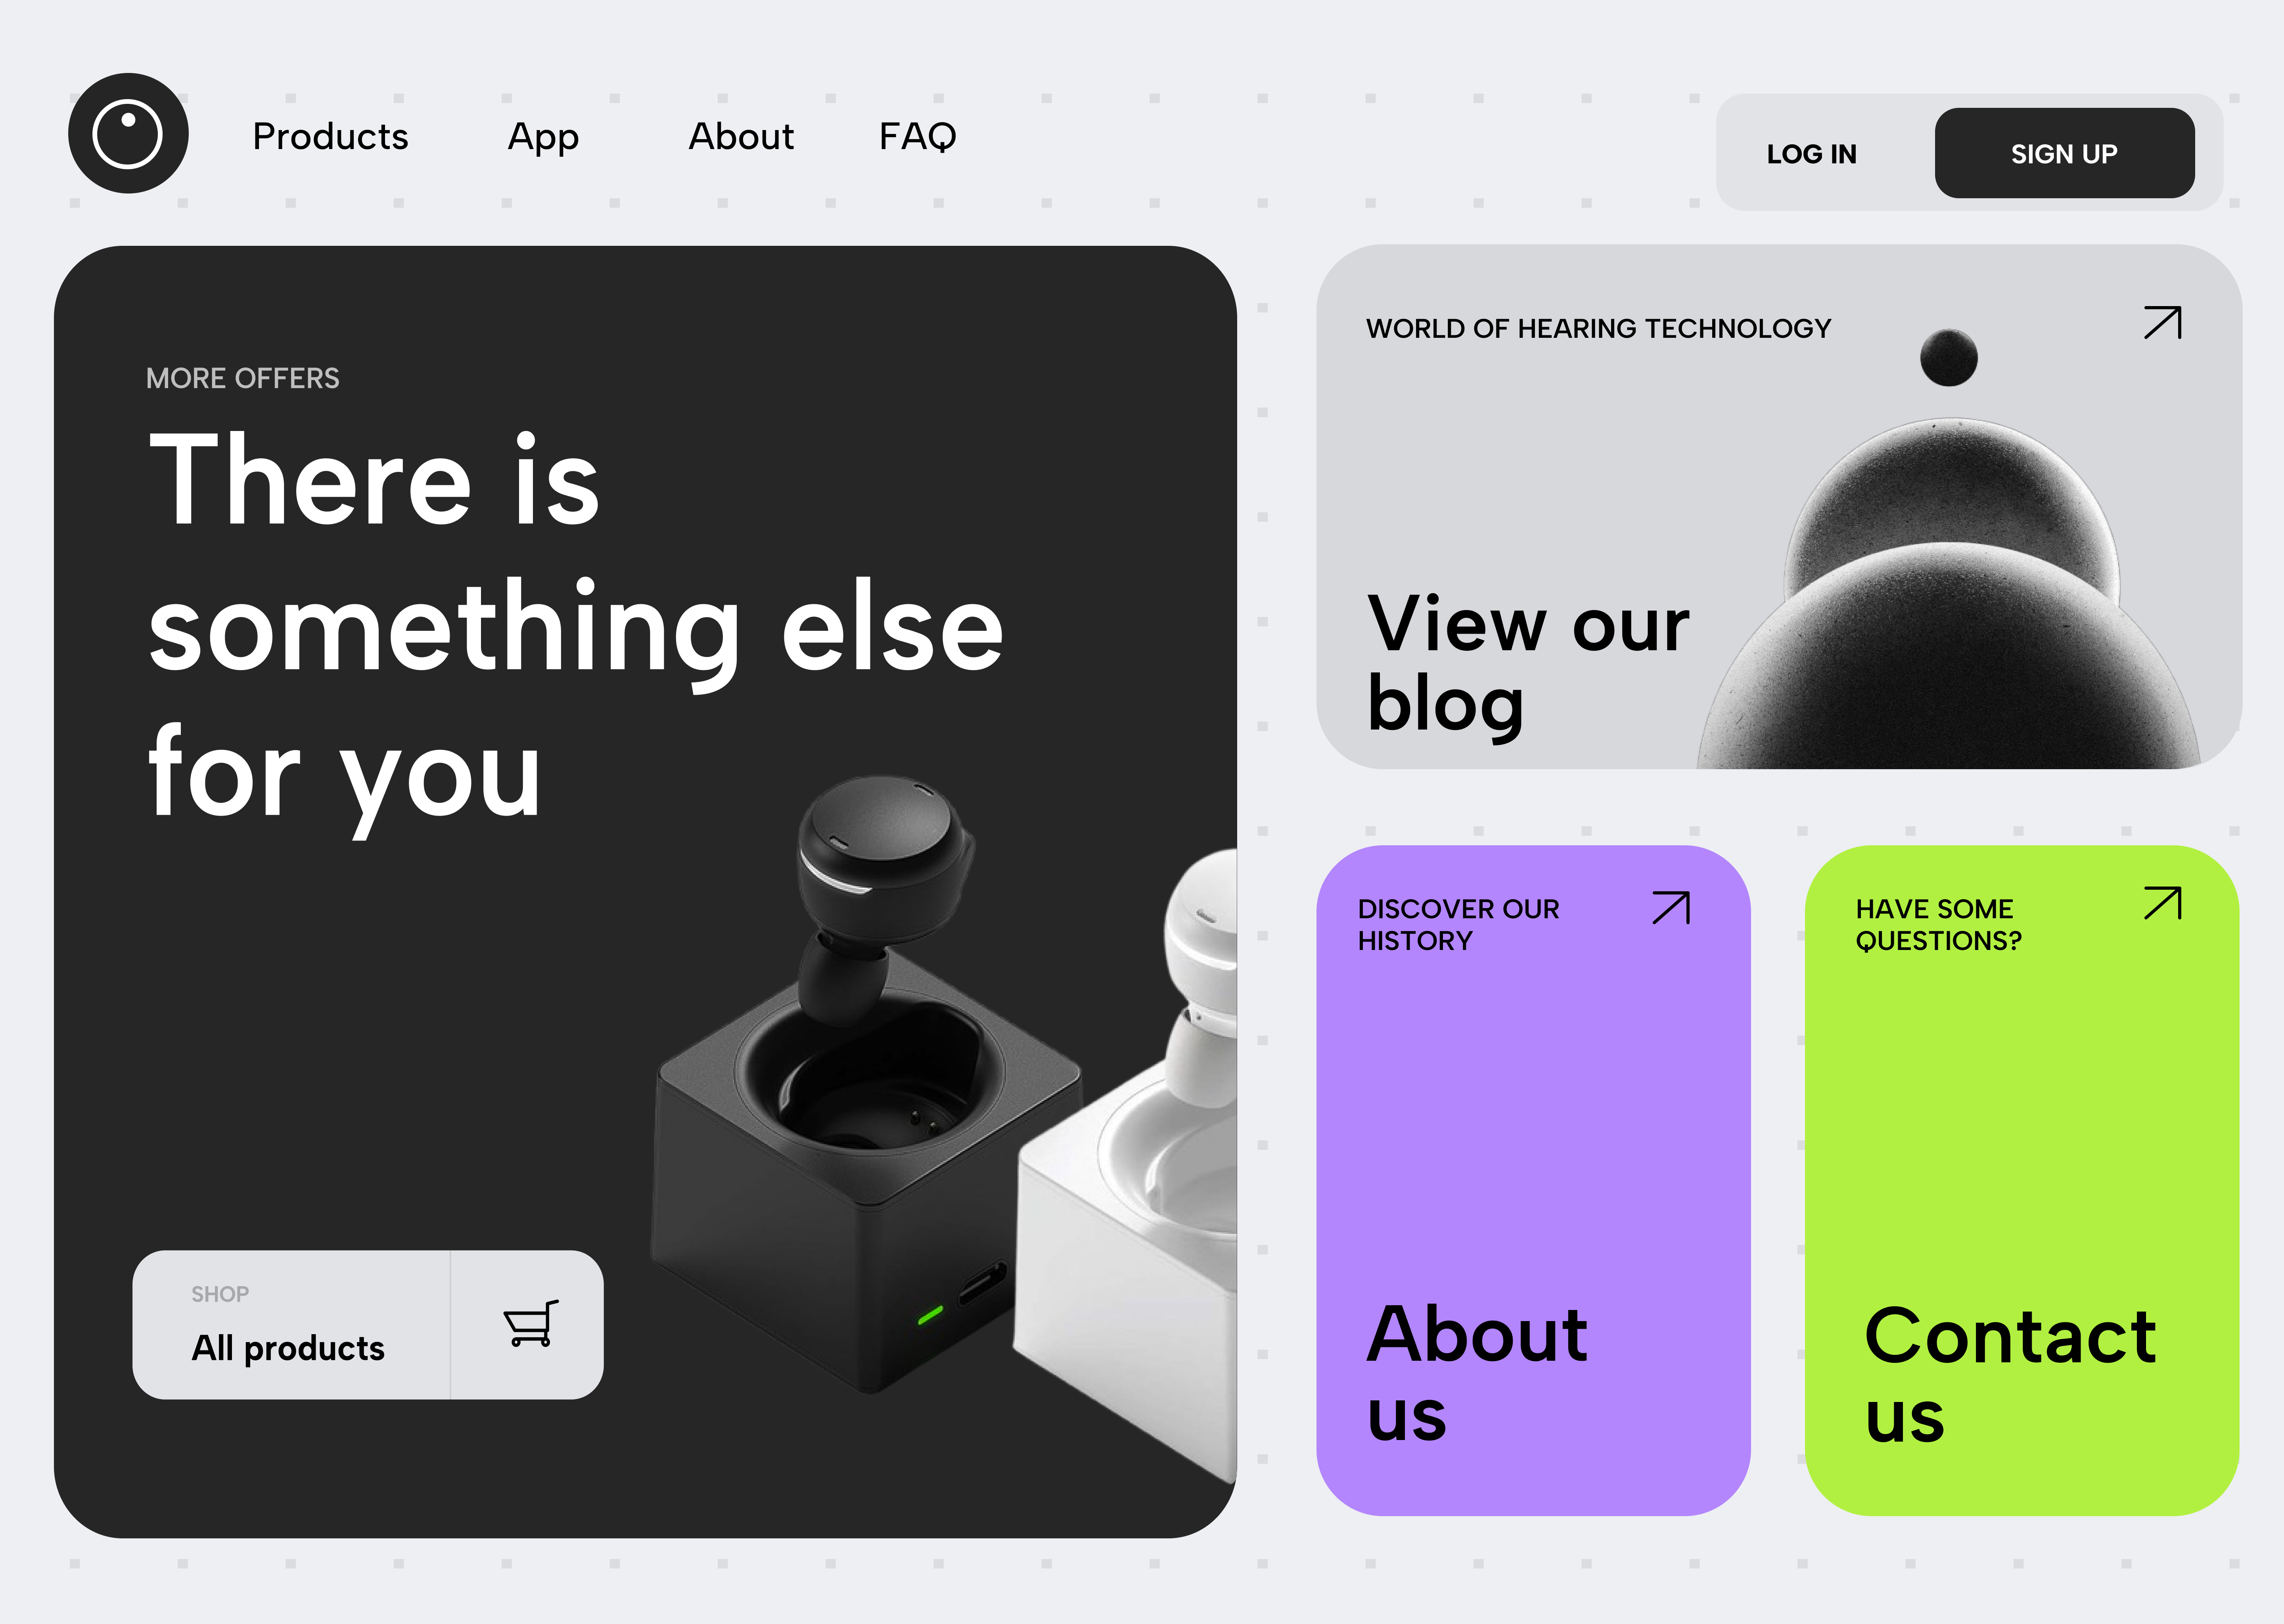 Products
App
About
FAQ
LOG IN
SIGN UP
MORE OFFERS
There is
something else
for you
SHOP
All products
WORLD OF HEARING TECHNOLOGY
View our
blog
DISCOVER OUR
HISTORY
About
us
HAVE SOME
QUESTIONS?
Contact
us